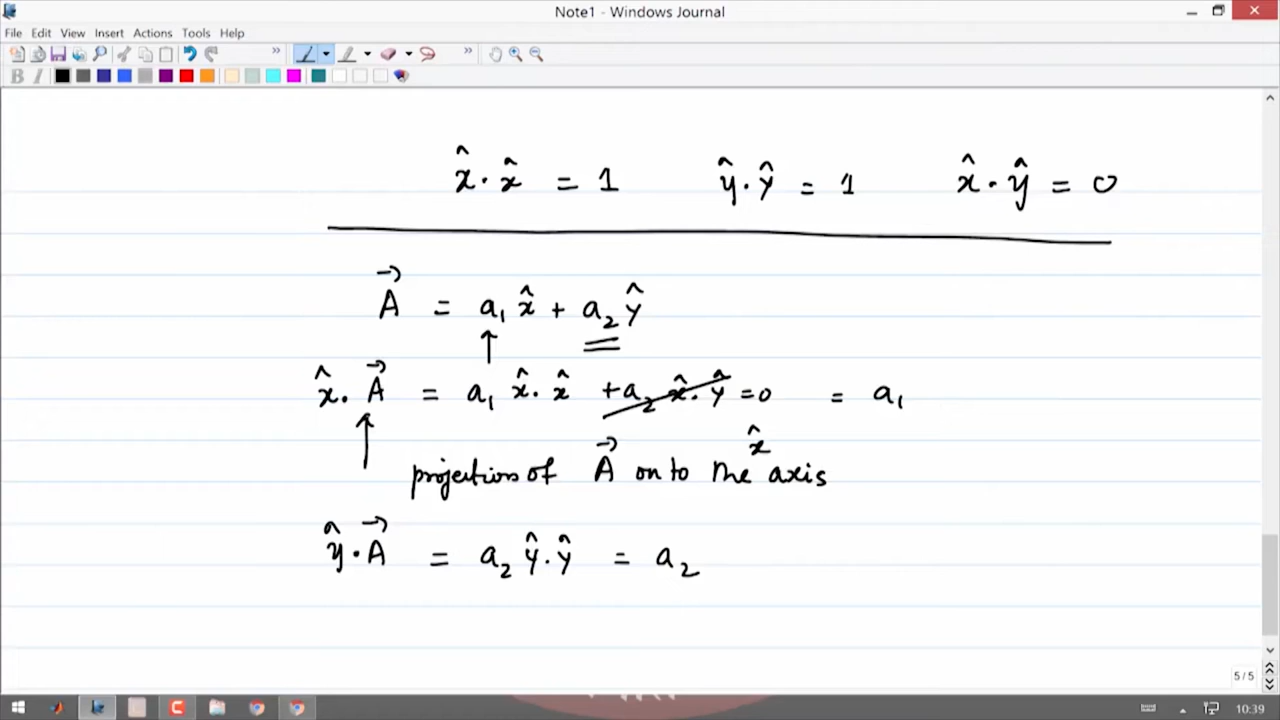 Note1 - Windows Journal
File Edit View Insert Actions Tools Help
B I
x̂ · x̂ = 1 ŷ · ŷ = 1 x̂ · ŷ = 0
A⃗ = a₁ x̂ + a₂ ŷ
x̂ · A⃗ = a₁ x̂ · x̂ + a₂ x̂ · ŷ = 0 = a₁
projection of A⃗ on to the x̂ axis
ŷ · A⃗ = a₂ ŷ · ŷ = a₂
5 / 5
10:39